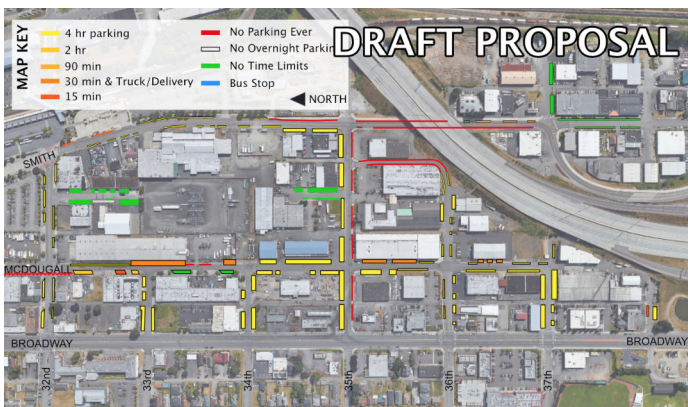 MAP KEY
4 hr parking
2 hr
90 min
30 min & Truck/Delivery
15 min
No Parking Ever
No Overnight Parkin
No Time Limits
Bus Stop
NORTH
DRAFT PROPOSAL
SMITH
MCDOUGALL
BROADWAY
BROADWAY
32nd
33rd
34th
35th
36th
37th